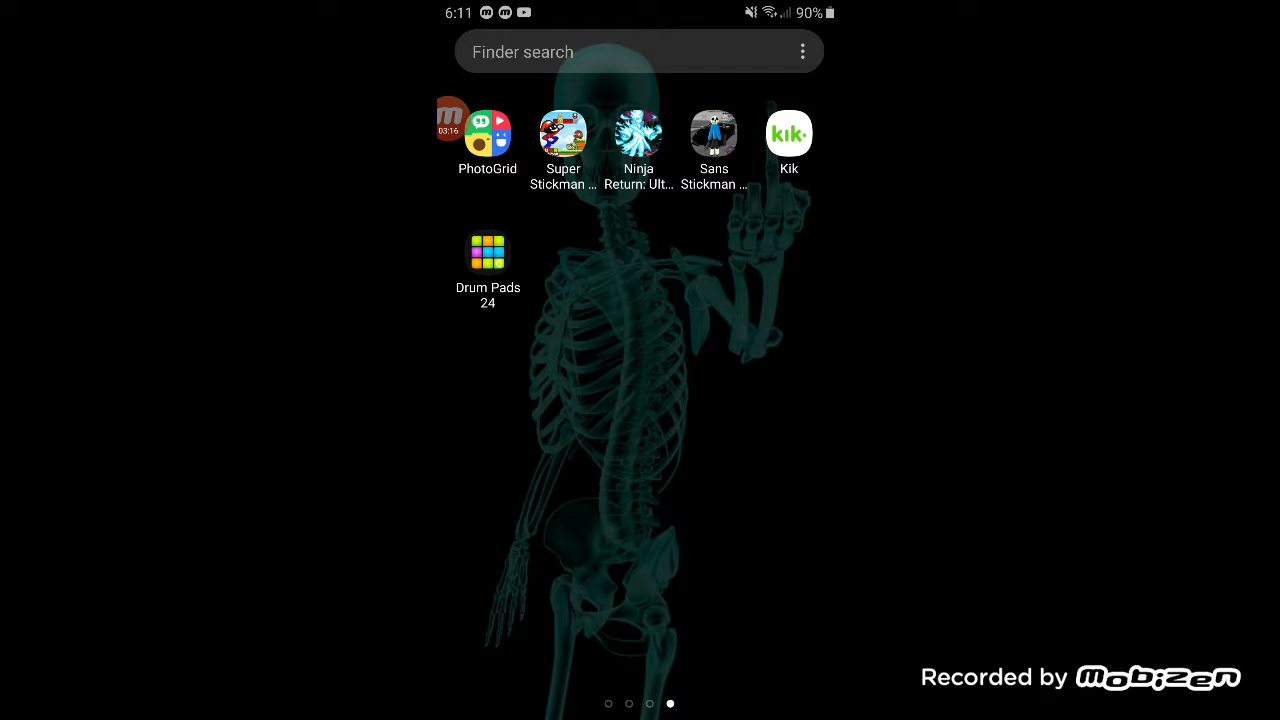 6:11
90%
Finder search
03:16
PhotoGrid
Super
Stickman ...
Ninja
Return: Ult...
Sans
Stickman ...
kik
Kik
Drum Pads
24
Recorded by mobizen